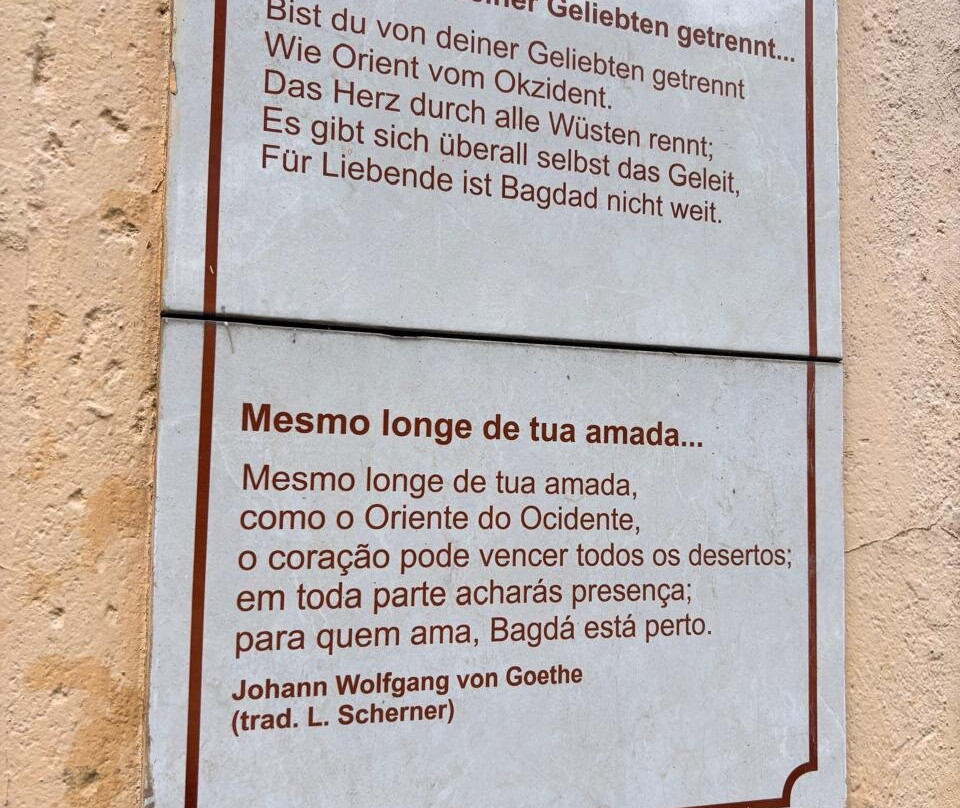 Geliebten getrennt...
Bist du von deiner Geliebten getrennt
Wie Orient vom Okzident.
Das Herz durch alle Wüsten rennt;
Es gibt sich überall selbst das Geleit,
Für Liebende ist Bagdad nicht weit.
Mesmo longe de tua amada...
Mesmo longe de tua amada,
como o Oriente do Ocidente,
o coração pode vencer todos os desertos;
em toda parte acharás presença;
para quem ama, Bagdá está perto.
Johann Wolfgang von Goethe
(trad. L. Scherner)